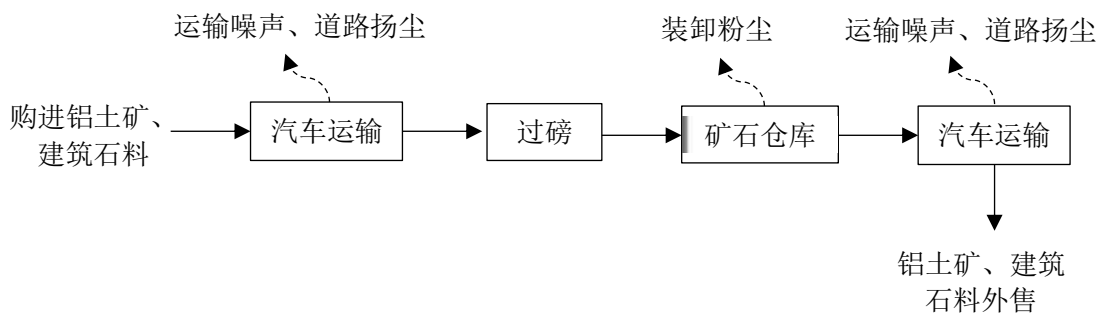 运输噪声、道路扬尘
装卸粉尘
运输噪声、道路扬尘
购进铝土矿、
建筑石料
汽车运输
过磅
矿石仓库
汽车运输
铝土矿、建筑
石料外售